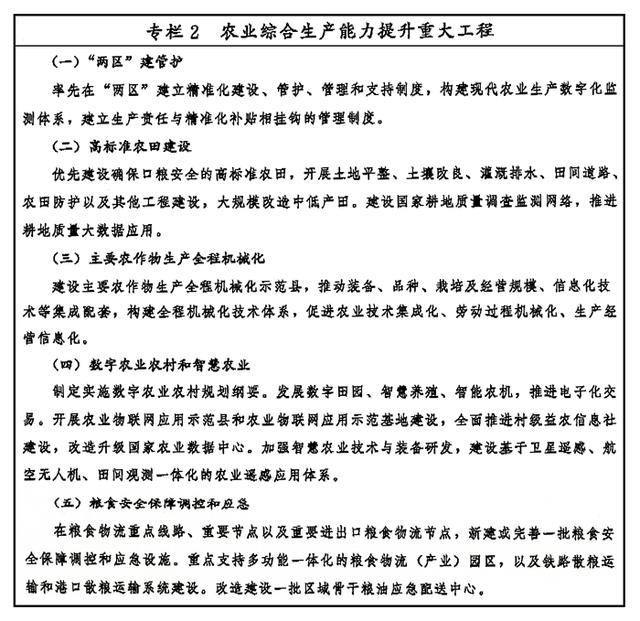 专栏2 农业综合生产能力提升重大工程
（一）“两区”建管护
率先在“两区”建立精准化建设、管护、管理和支持制度，构建现代农业生产数字化监
测体系，建立生产责任与精准化补贴相挂钩的管理制度。
（二）高标准农田建设
优先建设确保口粮安全的高标准农田，开展土地平整、土壤改良、灌溉排水、田间道路、
农田防护以及其他工程建设，大规模改造中低产田。建设国家耕地质量调查监测网络，推进
耕地质量大数据应用。
（三）主要农作物生产全程机械化
建设主要农作物生产全程机械化示范县，推动装备、品种、栽培及经营规模、信息化技
术等集成配套，构建全程机械化技术体系，促进农业技术集成化、劳动过程机械化、生产经
营信息化。
（四）数字农业农村和智慧农业
制定实施数字农业农村规划纲要。发展数字田园、智慧养殖、智能农机，推进电子化交
易。开展农业物联网应用示范县和农业物联网应用示范基地建设，全面推进村级益农信息社
建设，改造升级国家农业数据中心。加强智慧农业技术与装备研发，建设基于卫星遥感、航
空无人机、田间观测一体化的农业遥感应用体系。
（五）粮食安全保障调控和应急
在粮食物流重点线路、重要节点以及重要进出口粮食物流节点，新建或完善一批粮食安
全保障调控和应急设施。重点支持多功能一体化的粮食物流（产业）园区，以及铁路散粮运
输和港口散粮运输系统建设。改造建设一批区域骨干粮油应急配送中心。